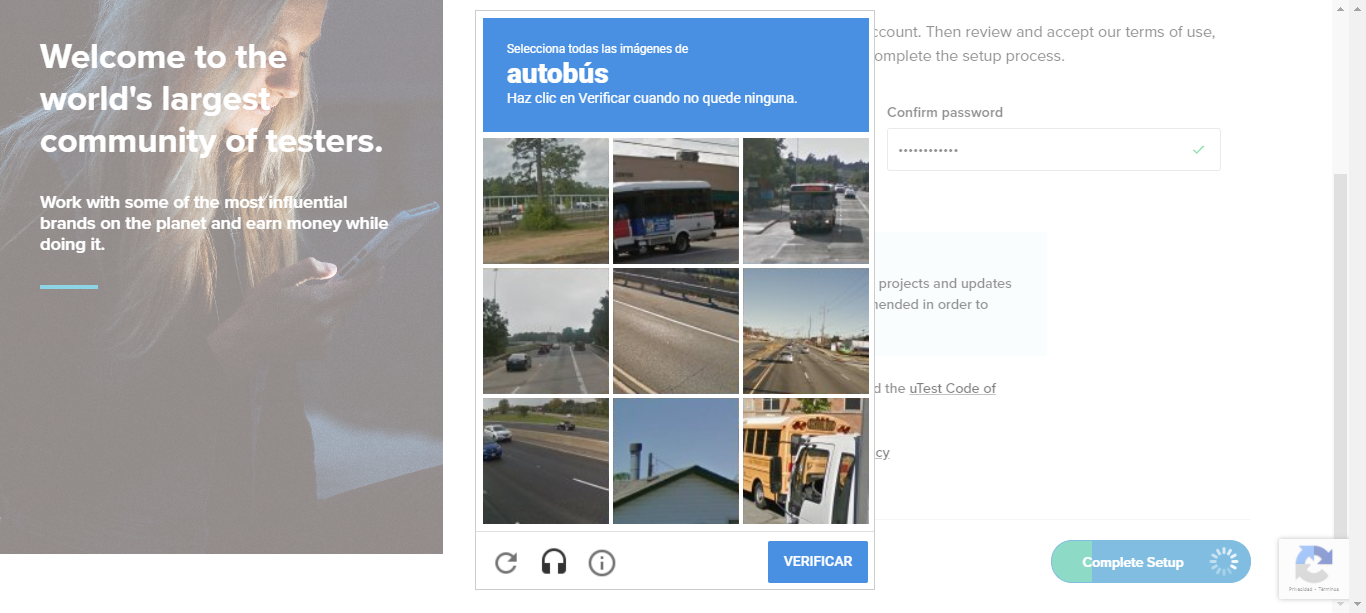 Welcome to the
world's largest
community of testers.
Work with some of the most influential
brands on the planet and earn money while
doing it.
Selecciona todas las imágenes de
autobús
Haz clic en Verificar cuando no quede ninguna.
VERIFICAR
count. Then review and accept our terms of use,
omplete the setup process.
Confirm password
projects and updates
nended in order to
d the uTest Code of
cy
Complete Setup
Privacidad - Términos